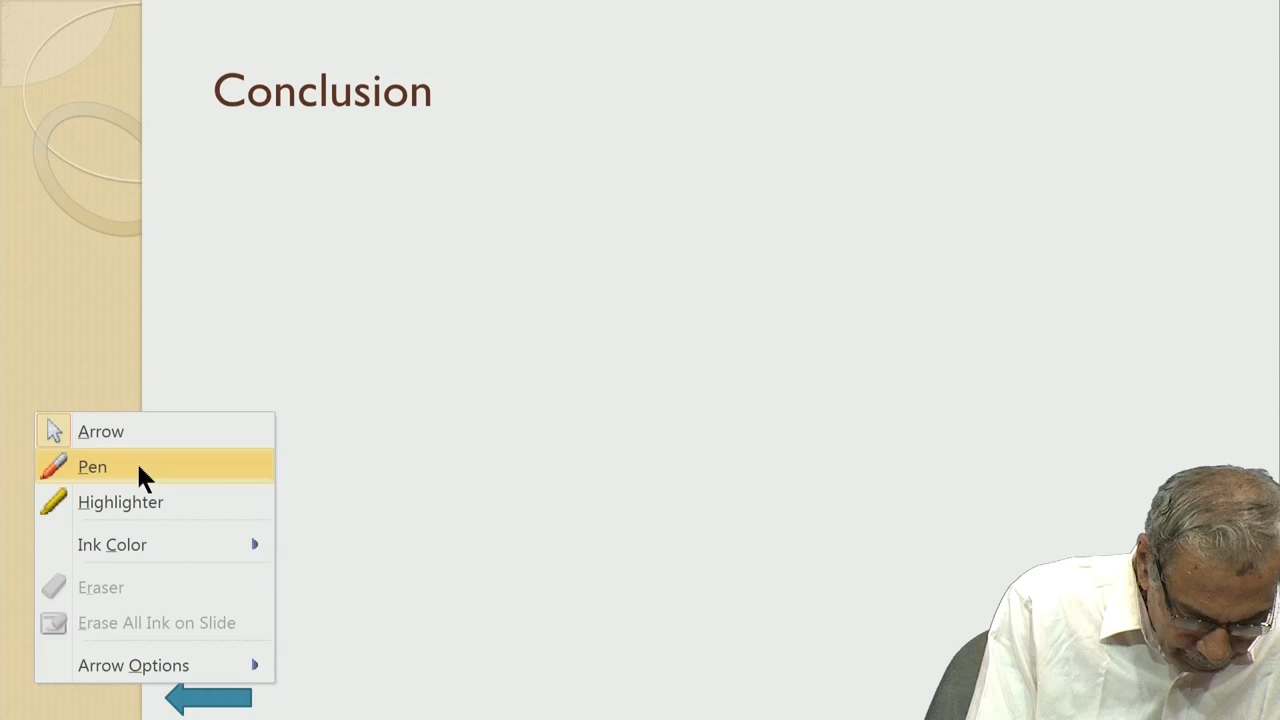 Conclusion
Arrow
Pen
Highlighter
Ink Color
Eraser
Erase All Ink on Slide
Arrow Options